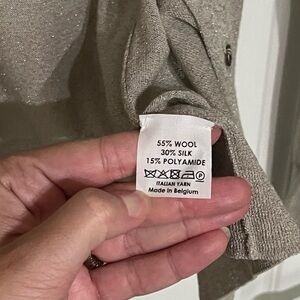 55% WOOL
30% SILK
15% POLYAMIDE
P
ITALIAN YARN
Made in Belgium